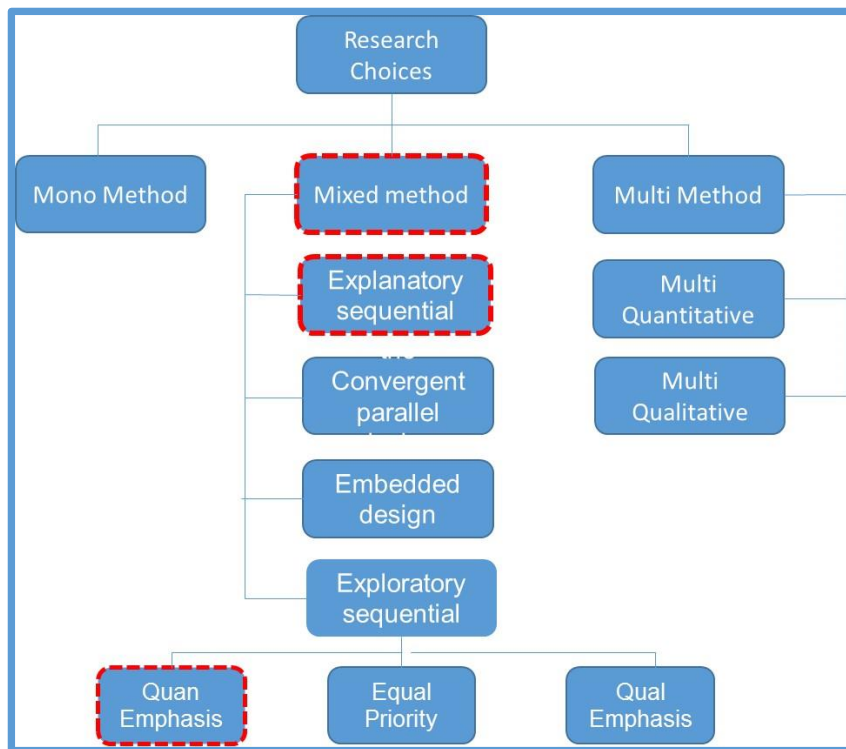 Research
Choices
Mono Method
Mixed method
Multi Method
Explanatory
sequential
Multi
Quantitative
the
Convergent
parallel
Multi
Qualitative
Embedded
design
Exploratory
sequential
Quan
Emphasis
Equal
Priority
Qual
Emphasis